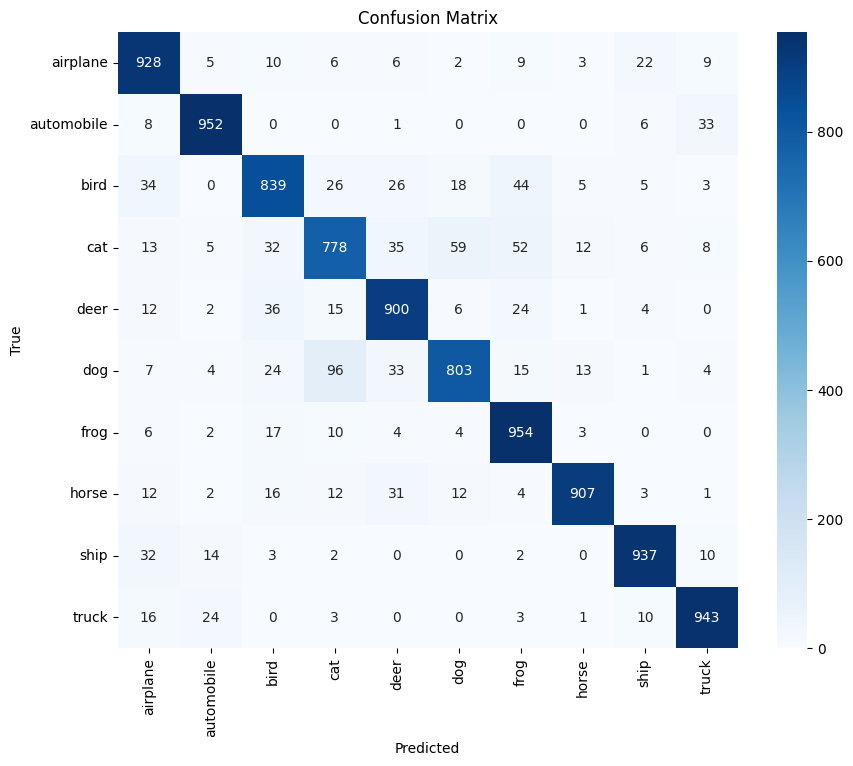 Confusion Matrix
airplane 928 5 10 6 6 2 9 3 22 9
automobile 8 952 0 0 1 0 0 0 6 33
bird 34 0 839 26 26 18 44 5 5 3
cat 13 5 32 778 35 59 52 12 6 8
deer 12 2 36 15 900 6 24 1 4 0
dog 7 4 24 96 33 803 15 13 1 4
frog 6 2 17 10 4 4 954 3 0 0
horse 12 2 16 12 31 12 4 907 3 1
ship 32 14 3 2 0 0 2 0 937 10
truck 16 24 0 3 0 0 3 1 10 943
airplane automobile bird cat deer dog frog horse ship truck
True
Predicted
800
600
400
200
0